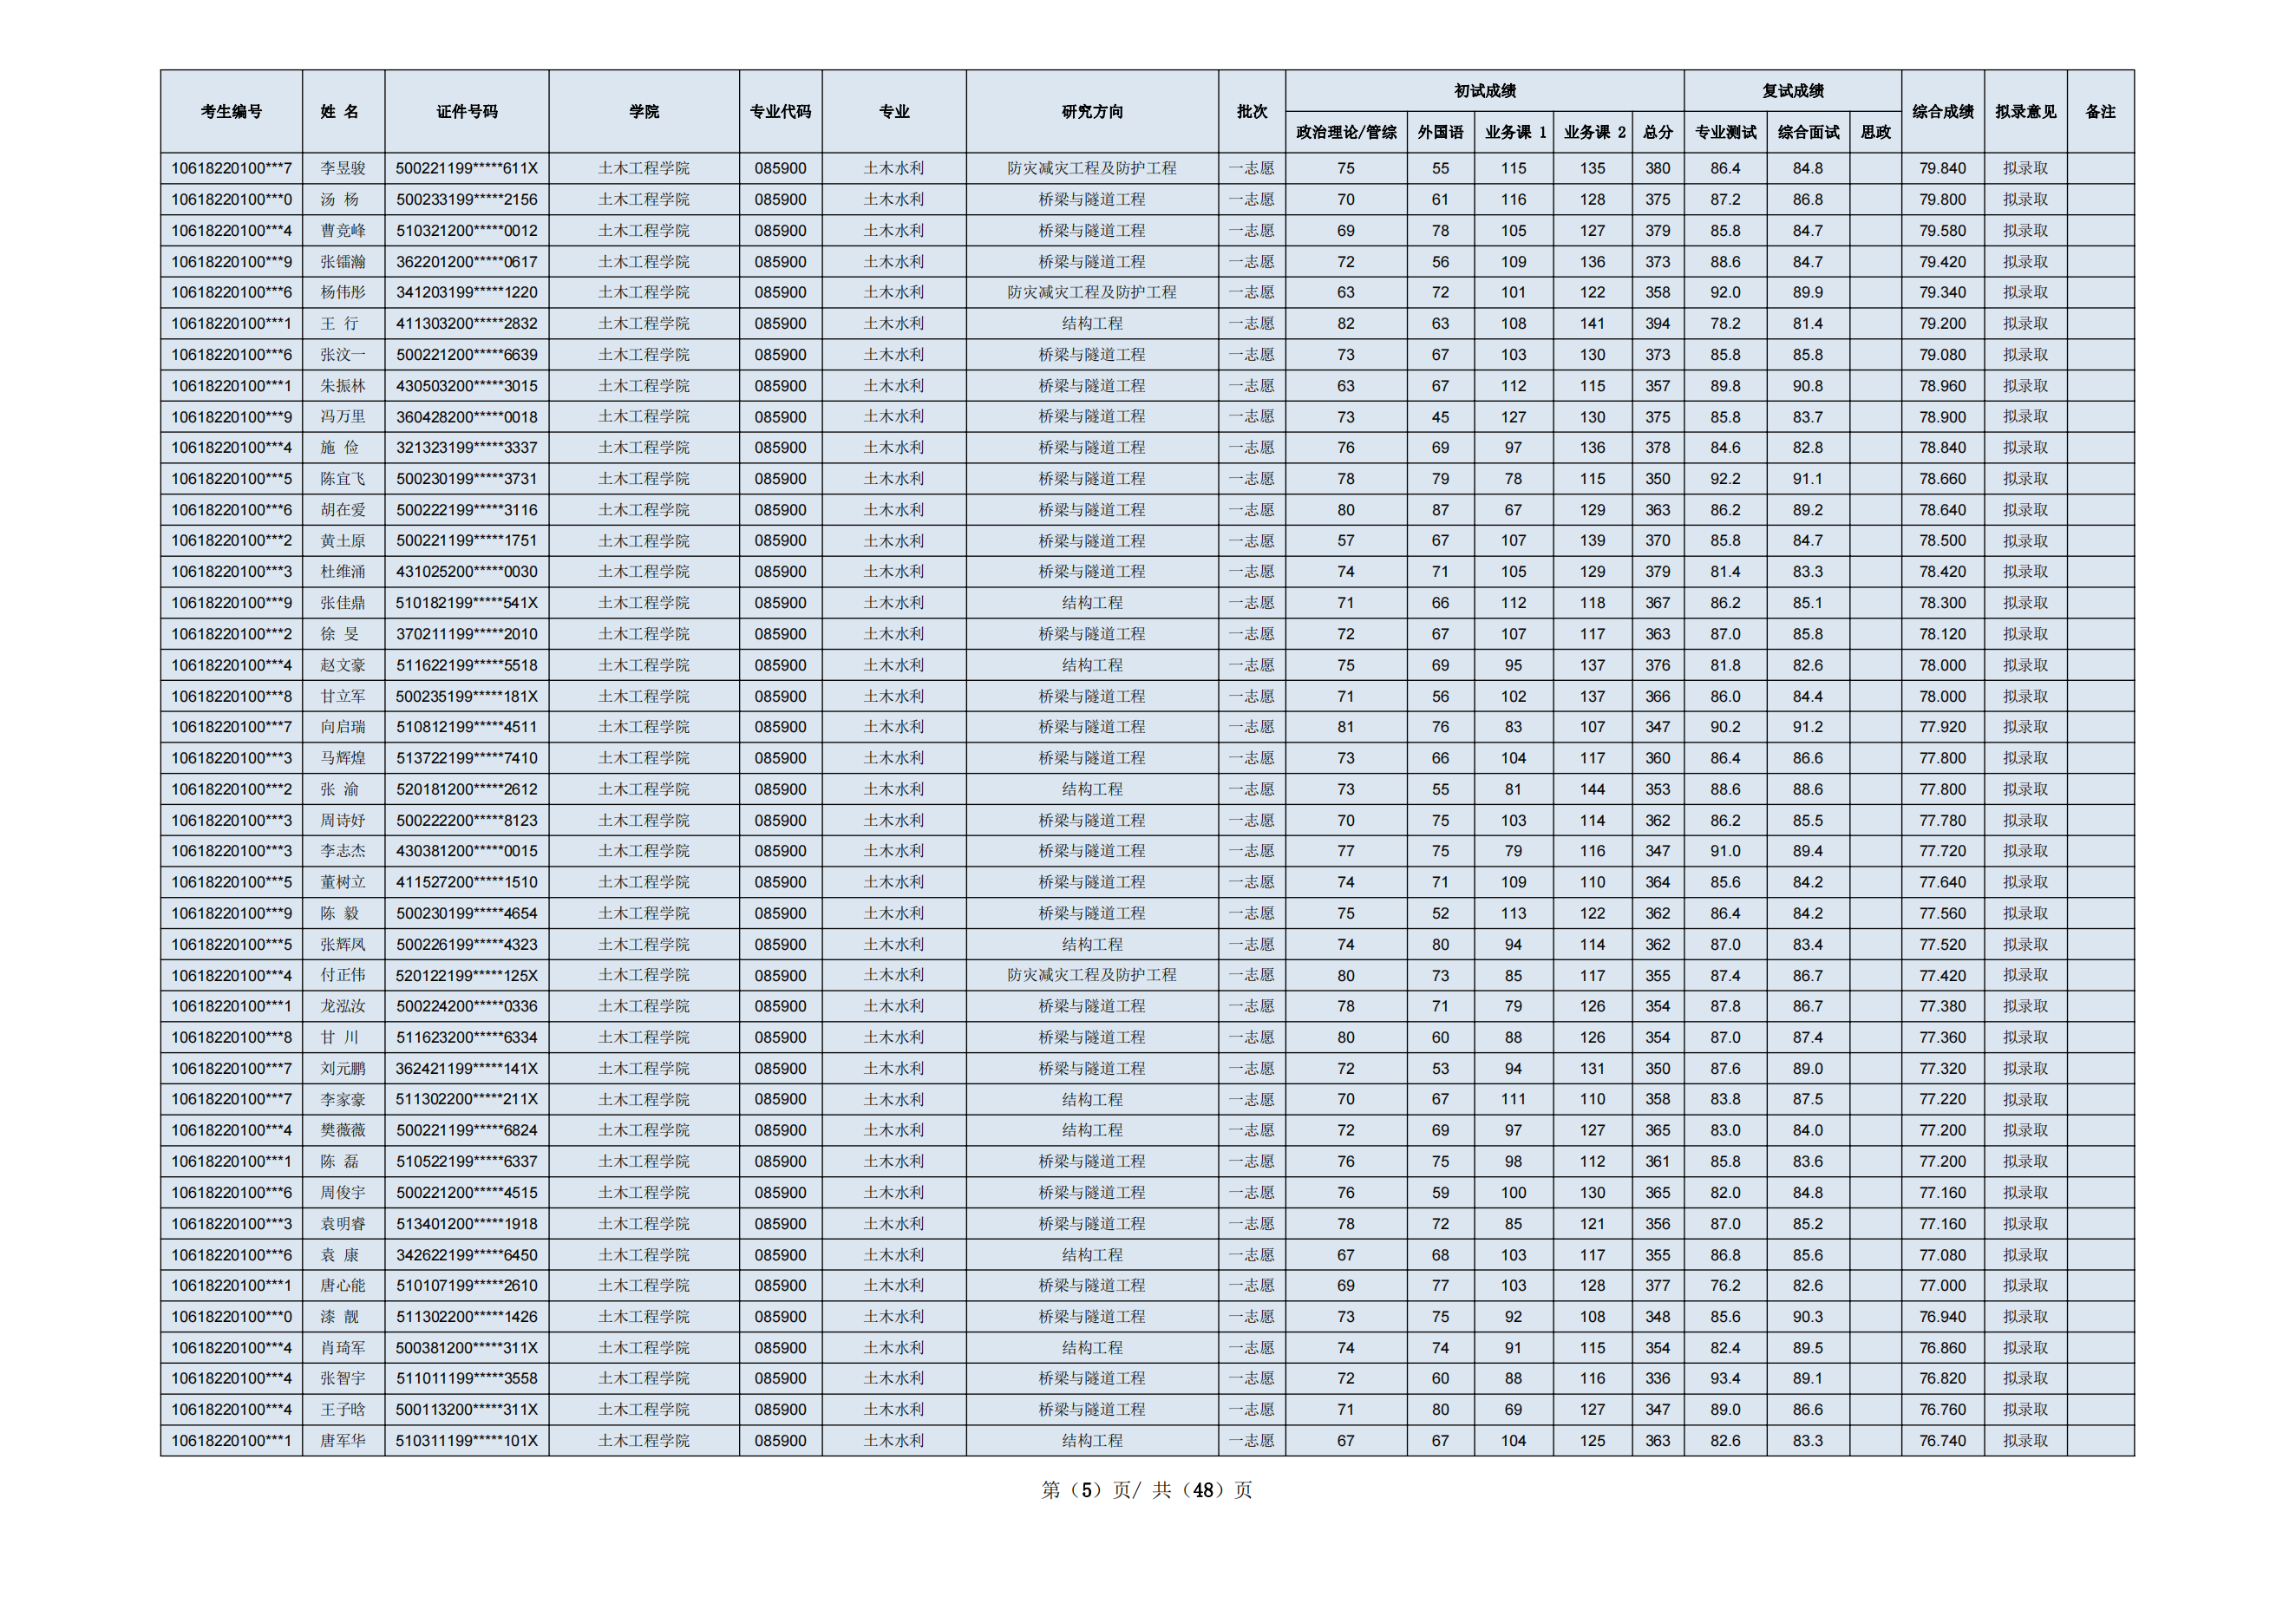 考生编号 姓 名 证件号码 学院 专业代码 专业 研究方向 批次 初试成绩 复试成绩 综合成绩 拟录意见 备注
政治理论/管综 外国语 业务课 1 业务课 2 总分 专业测试 综合面试 思政
10618220100***7 李昱骏 500221199*****611X 土木工程学院 085900 土木水利 防灾减灾工程及防护工程 一志愿 75 55 115 135 380 86.4 84.8 79.840 拟录取
10618220100***0 汤 杨 500233199*****2156 土木工程学院 085900 土木水利 桥梁与隧道工程 一志愿 70 61 116 128 375 87.2 86.8 79.800 拟录取
10618220100***4 曹竞峰 510321200*****0012 土木工程学院 085900 土木水利 桥梁与隧道工程 一志愿 69 78 105 127 379 85.8 84.7 79.580 拟录取
10618220100***9 张镭瀚 362201200*****0617 土木工程学院 085900 土木水利 桥梁与隧道工程 一志愿 72 56 109 136 373 88.6 84.7 79.420 拟录取
10618220100***6 杨伟彤 341203199*****1220 土木工程学院 085900 土木水利 防灾减灾工程及防护工程 一志愿 63 72 101 122 358 92.0 89.9 79.340 拟录取
10618220100***1 王 行 411303200*****2832 土木工程学院 085900 土木水利 结构工程 一志愿 82 63 108 141 394 78.2 81.4 79.200 拟录取
10618220100***6 张汶一 500221200*****6639 土木工程学院 085900 土木水利 桥梁与隧道工程 一志愿 73 67 103 130 373 85.8 85.8 79.080 拟录取
10618220100***1 朱振林 430503200*****3015 土木工程学院 085900 土木水利 桥梁与隧道工程 一志愿 63 67 112 115 357 89.8 90.8 78.960 拟录取
10618220100***9 冯万里 360428200*****0018 土木工程学院 085900 土木水利 桥梁与隧道工程 一志愿 73 45 127 130 375 85.8 83.7 78.900 拟录取
10618220100***4 施 俭 321323199*****3337 土木工程学院 085900 土木水利 桥梁与隧道工程 一志愿 76 69 97 136 378 84.6 82.8 78.840 拟录取
10618220100***5 陈宜飞 500230199*****3731 土木工程学院 085900 土木水利 桥梁与隧道工程 一志愿 78 79 78 115 350 92.2 91.1 78.660 拟录取
10618220100***6 胡在爱 500222199*****3116 土木工程学院 085900 土木水利 桥梁与隧道工程 一志愿 80 87 67 129 363 86.2 89.2 78.640 拟录取
10618220100***2 黄土原 500221199*****1751 土木工程学院 085900 土木水利 桥梁与隧道工程 一志愿 57 67 107 139 370 85.8 84.7 78.500 拟录取
10618220100***3 杜维涌 431025200*****0030 土木工程学院 085900 土木水利 桥梁与隧道工程 一志愿 74 71 105 129 379 81.4 83.3 78.420 拟录取
10618220100***9 张佳鼎 510182199*****541X 土木工程学院 085900 土木水利 结构工程 一志愿 71 66 112 118 367 86.2 85.1 78.300 拟录取
10618220100***2 徐 旻 370211199*****2010 土木工程学院 085900 土木水利 桥梁与隧道工程 一志愿 72 67 107 117 363 87.0 85.8 78.120 拟录取
10618220100***4 赵文豪 511622199*****5518 土木工程学院 085900 土木水利 结构工程 一志愿 75 69 95 137 376 81.8 82.6 78.000 拟录取
10618220100***8 甘立军 500235199*****181X 土木工程学院 085900 土木水利 桥梁与隧道工程 一志愿 71 56 102 137 366 86.0 84.4 78.000 拟录取
10618220100***7 向启瑞 510812199*****4511 土木工程学院 085900 土木水利 桥梁与隧道工程 一志愿 81 76 83 107 347 90.2 91.2 77.920 拟录取
10618220100***3 马辉煌 513722199*****7410 土木工程学院 085900 土木水利 桥梁与隧道工程 一志愿 73 66 104 117 360 86.4 86.6 77.800 拟录取
10618220100***2 张 渝 520181200*****2612 土木工程学院 085900 土木水利 结构工程 一志愿 73 55 81 144 353 88.6 88.6 77.800 拟录取
10618220100***3 周诗妤 500222200*****8123 土木工程学院 085900 土木水利 桥梁与隧道工程 一志愿 70 75 103 114 362 86.2 85.5 77.780 拟录取
10618220100***3 李志杰 430381200*****0015 土木工程学院 085900 土木水利 桥梁与隧道工程 一志愿 77 75 79 116 347 91.0 89.4 77.720 拟录取
10618220100***5 董树立 411527200*****1510 土木工程学院 085900 土木水利 桥梁与隧道工程 一志愿 74 71 109 110 364 85.6 84.2 77.640 拟录取
10618220100***9 陈 毅 500230199*****4654 土木工程学院 085900 土木水利 桥梁与隧道工程 一志愿 75 52 113 122 362 86.4 84.2 77.560 拟录取
10618220100***5 张辉凤 500226199*****4323 土木工程学院 085900 土木水利 结构工程 一志愿 74 80 94 114 362 87.0 83.4 77.520 拟录取
10618220100***4 付正伟 520122199*****125X 土木工程学院 085900 土木水利 防灾减灾工程及防护工程 一志愿 80 73 85 117 355 87.4 86.7 77.420 拟录取
10618220100***1 龙泓汝 500224200*****0336 土木工程学院 085900 土木水利 桥梁与隧道工程 一志愿 78 71 79 126 354 87.8 86.7 77.380 拟录取
10618220100***8 甘 川 511623200*****6334 土木工程学院 085900 土木水利 桥梁与隧道工程 一志愿 80 60 88 126 354 87.0 87.4 77.360 拟录取
10618220100***7 刘元鹏 362421199*****141X 土木工程学院 085900 土木水利 桥梁与隧道工程 一志愿 72 53 94 131 350 87.6 89.0 77.320 拟录取
10618220100***7 李家豪 511302200*****211X 土木工程学院 085900 土木水利 结构工程 一志愿 70 67 111 110 358 83.8 87.5 77.220 拟录取
10618220100***4 樊薇薇 500221199*****6824 土木工程学院 085900 土木水利 结构工程 一志愿 72 69 97 127 365 83.0 84.0 77.200 拟录取
10618220100***1 陈 磊 510522199*****6337 土木工程学院 085900 土木水利 桥梁与隧道工程 一志愿 76 75 98 112 361 85.8 83.6 77.200 拟录取
10618220100***6 周俊宇 500221200*****4515 土木工程学院 085900 土木水利 桥梁与隧道工程 一志愿 76 59 100 130 365 82.0 84.8 77.160 拟录取
10618220100***3 袁明睿 513401200*****1918 土木工程学院 085900 土木水利 桥梁与隧道工程 一志愿 78 72 85 121 356 87.0 85.2 77.160 拟录取
10618220100***6 袁 康 342622199*****6450 土木工程学院 085900 土木水利 结构工程 一志愿 67 68 103 117 355 86.8 85.6 77.080 拟录取
10618220100***1 唐心能 510107199*****2610 土木工程学院 085900 土木水利 桥梁与隧道工程 一志愿 69 77 103 128 377 76.2 82.6 77.000 拟录取
10618220100***0 漆 靓 511302200*****1426 土木工程学院 085900 土木水利 桥梁与隧道工程 一志愿 73 75 92 108 348 85.6 90.3 76.940 拟录取
10618220100***4 肖琦军 500381200*****311X 土木工程学院 085900 土木水利 结构工程 一志愿 74 74 91 115 354 82.4 89.5 76.860 拟录取
10618220100***4 张智宇 511011199*****3558 土木工程学院 085900 土木水利 桥梁与隧道工程 一志愿 72 60 88 116 336 93.4 89.1 76.820 拟录取
10618220100***4 王子晗 500113200*****311X 土木工程学院 085900 土木水利 桥梁与隧道工程 一志愿 71 80 69 127 347 89.0 86.6 76.760 拟录取
10618220100***1 唐军华 510311199*****101X 土木工程学院 085900 土木水利 结构工程 一志愿 67 67 104 125 363 82.6 83.3 76.740 拟录取
第（5）页/ 共（48）页